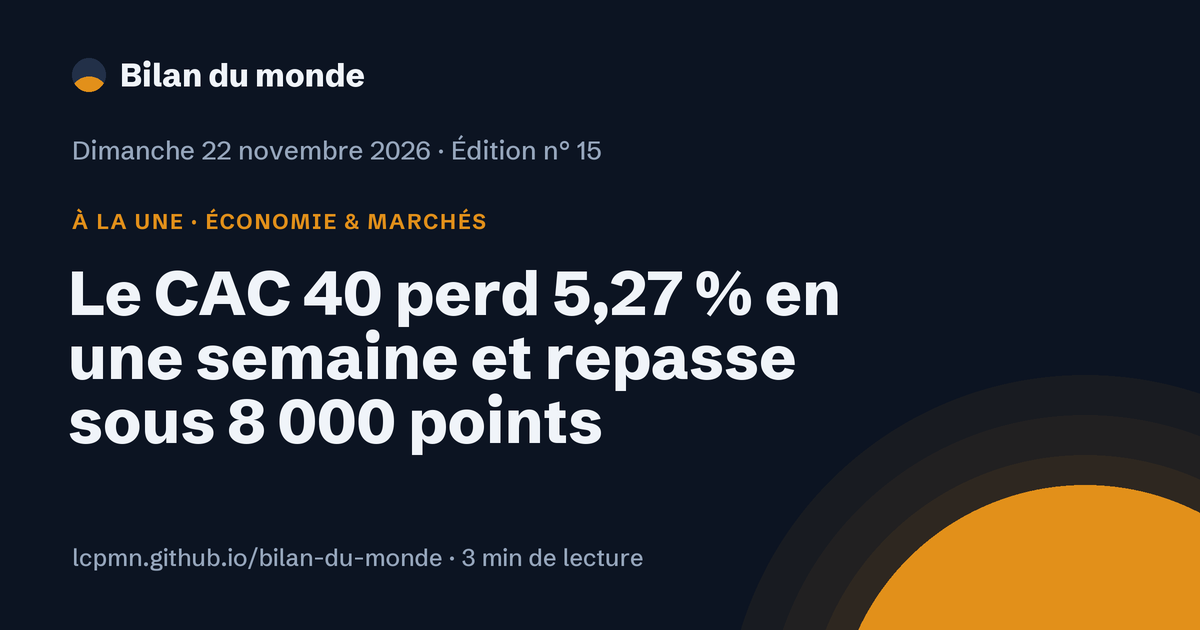 Bilan du monde
Dimanche 22 novembre 2026 · Édition n° 15
À LA UNE · ÉCONOMIE & MARCHÉS
Le CAC 40 perd 5,27 % en
une semaine et repasse
sous 8 000 points
lcpmn.github.io/bilan-du-monde · 3 min de lecture